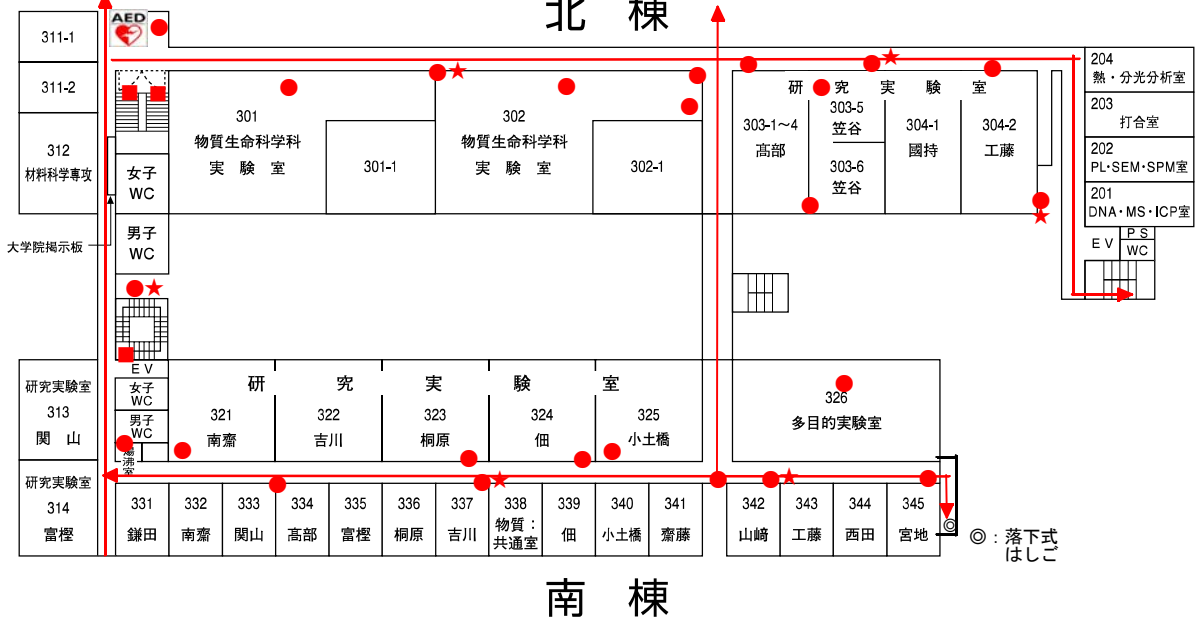 北 棟
AED
311-1
311-2
312
材料科学専攻
大学院掲示板
女子
WC
男子
WC
301
物質生命科学科
実 験 室
301-1
302
物質生命科学科
実 験 室
302-1
研 究 実 験 室
303-1〜4
髙部
303-5
笠谷
303-6
笠谷
304-1
國持
304-2
工藤
204
熱・分光分析室
203
打合室
202
PL・SEM・SPM室
201
DNA・MS・ICP室
EV
PS
WC
EV
女子
WC
男子
WC
湯沸室
研究実験室
313
関 山
研究実験室
314
富樫
研 究 実 験 室
321
南齋
322
吉川
323
桐原
324
佃
325
小土橋
326
多目的実験室
331
鎌田
332
南齋
333
関山
334
髙部
335
富樫
336
桐原
337
吉川
338
物質：
共通室
339
佃
340
小土橋
341
齋藤
342
山﨑
343
工藤
344
西田
345
宮地
◎
◎：落下式
はしご
南 棟